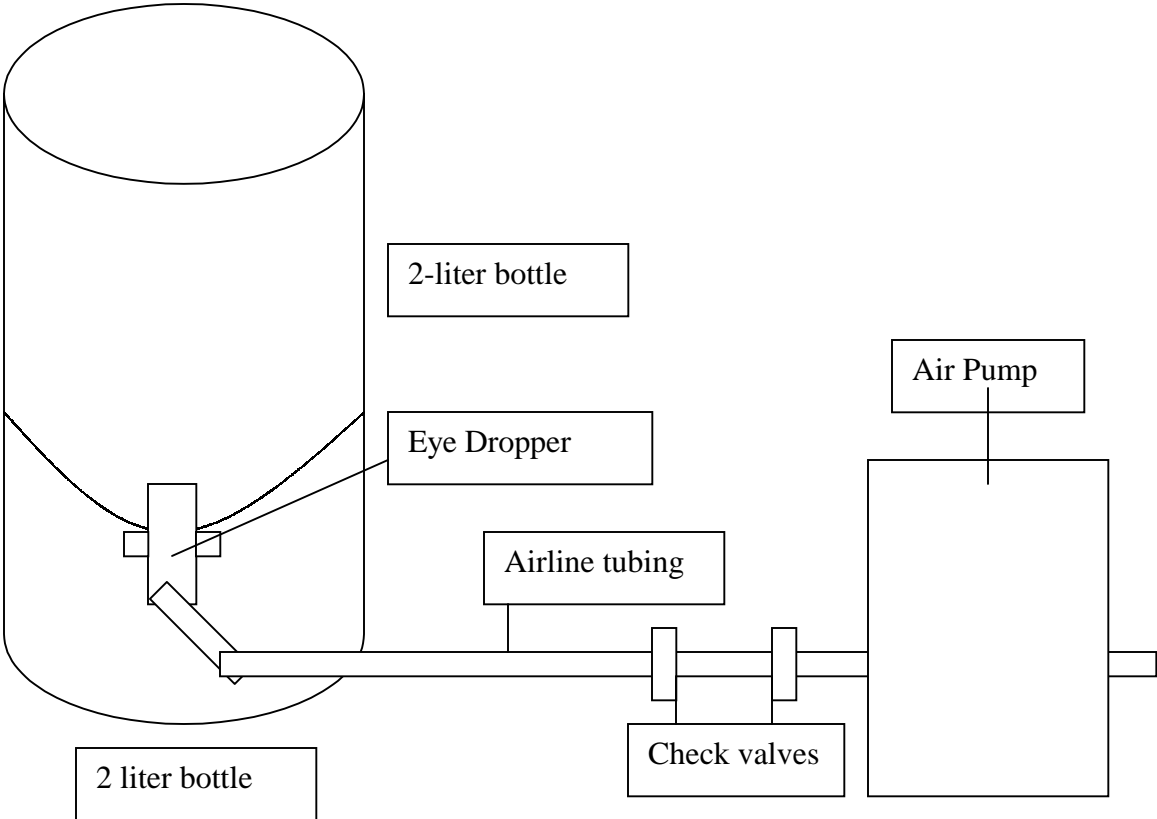 2-liter bottle
Air Pump
Eye Dropper
Airline tubing
Check valves
2 liter bottle